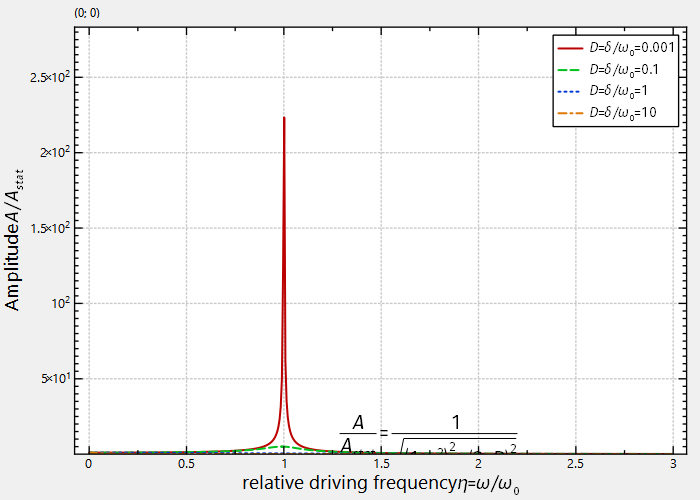 (0; 0)
2.5×10²
2×10²
1.5×10²
10²
5×10¹
Amplitude A/A_stat
D=δ/ω₀=0.001
D=δ/ω₀=0.1
D=δ/ω₀=1
D=δ/ω₀=10
A/A = 1/√
0 0.5 1 1.5 2 2.5 3
relative driving frequency η=ω/ω₀